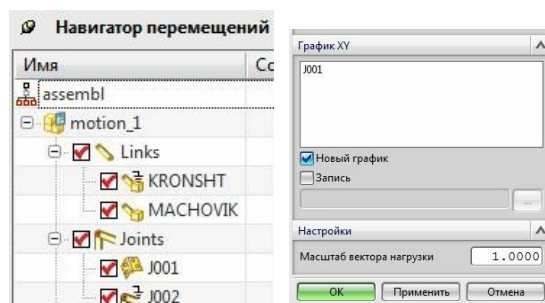 Навигатор перемещений
Имя
Сс
assembl
motion_1
Links
KRONSHT
MACHOVIK
Joints
J001
J002
График XY
J001
Новый график
Запись
...
Настройки
Масштаб вектора нагрузки 1.0000
OK Применить Отмена